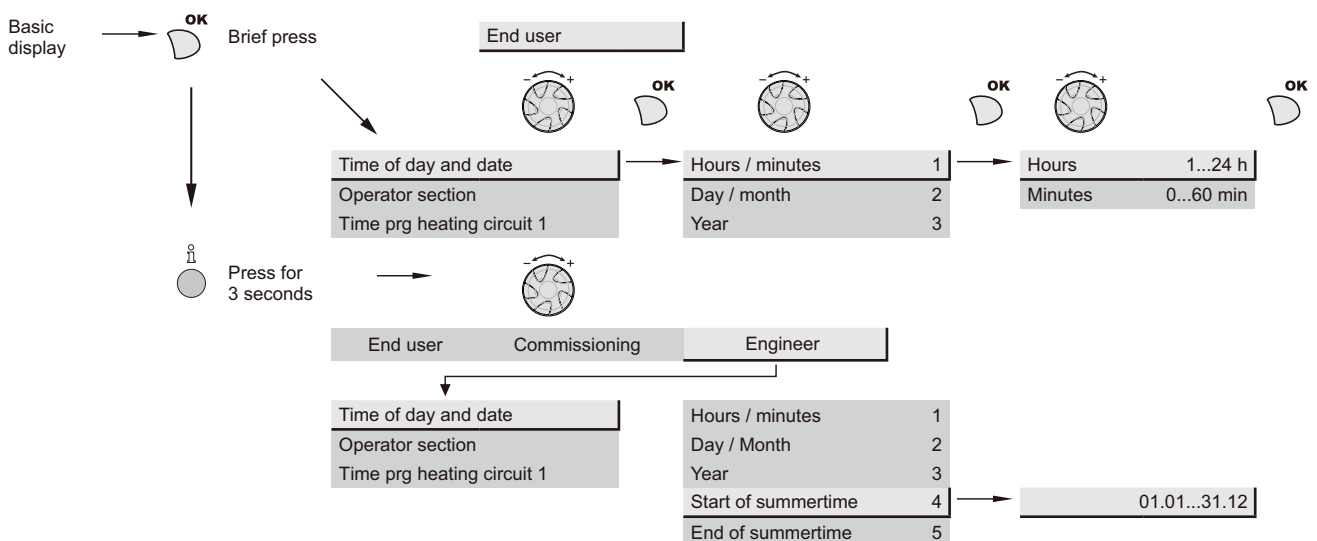 Basic
display
OK
Brief press
End user
- +
OK
- +
OK
- +
OK
Time of day and date
Operator section
Time prg heating circuit 1
Hours / minutes 1
Day / month 2
Year 3
Hours 1...24 h
Minutes 0...60 min
i
Press for
3 seconds
- +
End user Commissioning Engineer
Time of day and date
Operator section
Time prg heating circuit 1
Hours / minutes 1
Day / Month 2
Year 3
Start of summertime 4
End of summertime 5
01.01...31.12